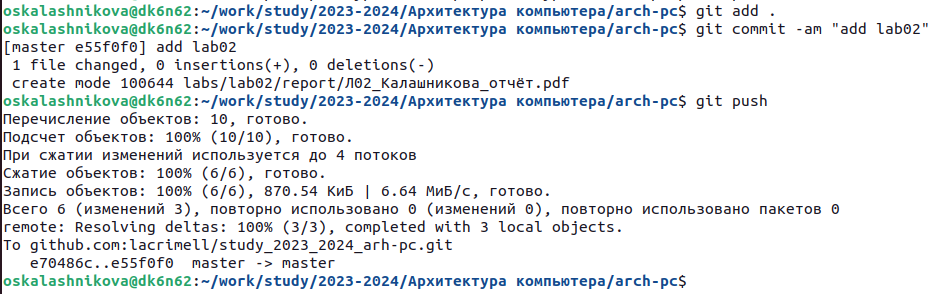 oskalashnikova@dk6n62:~/work/study/2023-2024/Архитектура компьютера/arch-pc$ git add .
oskalashnikova@dk6n62:~/work/study/2023-2024/Архитектура компьютера/arch-pc$ git commit -am "add lab02"
[master e55f0f0] add lab02
 1 file changed, 0 insertions(+), 0 deletions(-)
 create mode 100644 labs/lab02/report/Л02_Калашникова_отчёт.pdf
oskalashnikova@dk6n62:~/work/study/2023-2024/Архитектура компьютера/arch-pc$ git push
Перечисление объектов: 10, готово.
Подсчет объектов: 100% (10/10), готово.
При сжатии изменений используется до 4 потоков
Сжатие объектов: 100% (6/6), готово.
Запись объектов: 100% (6/6), 870.54 КиБ | 6.64 МиБ/с, готово.
Всего 6 (изменений 3), повторно использовано 0 (изменений 0), повторно использовано пакетов 0
remote: Resolving deltas: 100% (3/3), completed with 3 local objects.
To github.com:lacrimell/study_2023_2024_arh-pc.git
   e70486c..e55f0f0  master -> master
oskalashnikova@dk6n62:~/work/study/2023-2024/Архитектура компьютера/arch-pc$